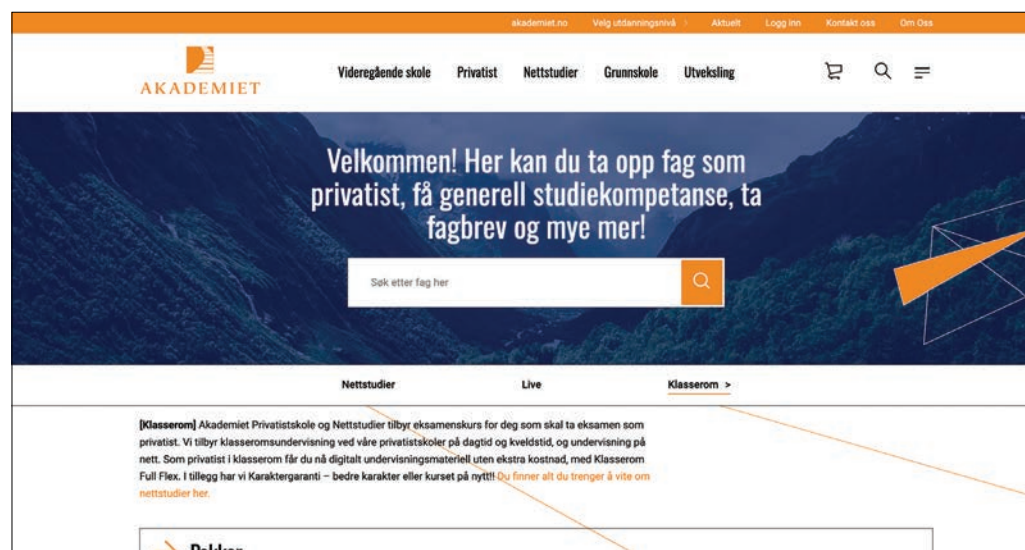 akademiet.no Velg utdanningsnivå > Aktuelt Logg inn Kontakt oss Om Oss
AKADEMIET
Videregående skole Privatist Nettstudier Grunnskole Utveksling
Velkommen! Her kan du ta opp fag som
privatist, få generell studiekompetanse, ta
fagbrev og mye mer!
Søk etter fag her
Nettstudier Live Klasserom >
[Klasserom] Akademiet Privatistskole og Nettstudier tilbyr eksamenskurs for deg som skal ta eksamen som
privatist. Vi tilbyr klasseromsundervisning ved våre privatistskoler på dagtid og kveldstid, og undervisning på
nett. Som privatist i klasserom får du nå digitalt undervisningsmateriell uten ekstra kostnad, med Klasserom
Full Flex. I tillegg har vi Karaktergaranti – bedre karakter eller kurset på nytt!! Du finner alt du trenger å vite om
nettstudier her.
Pakker